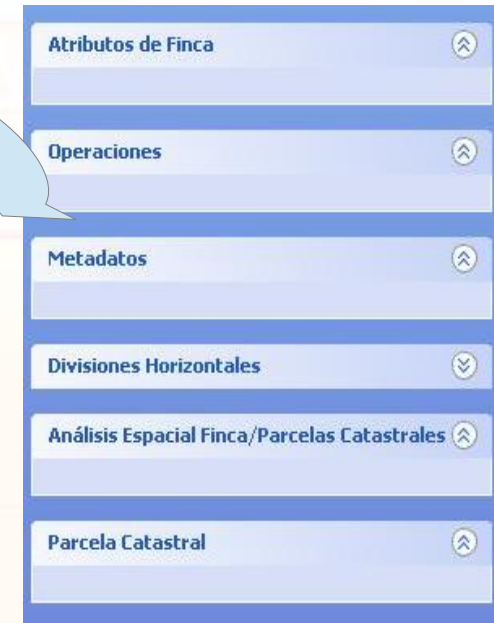 Atributos de Finca
Operaciones
Metadatos
Divisiones Horizontales
Análisis Espacial Finca/Parcelas Catastrales
Parcela Catastral